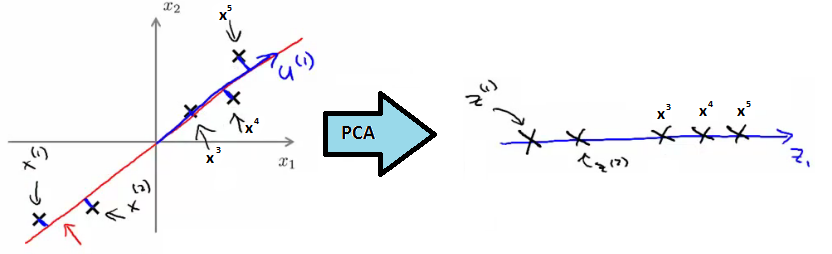 x₂
x⁵
u⁽¹⁾
x⁴
x³
x₁
x⁽¹⁾
x⁽²⁾
PCA
z⁽¹⁾
x³
x⁴
x⁵
z⁽²⁾
z₁